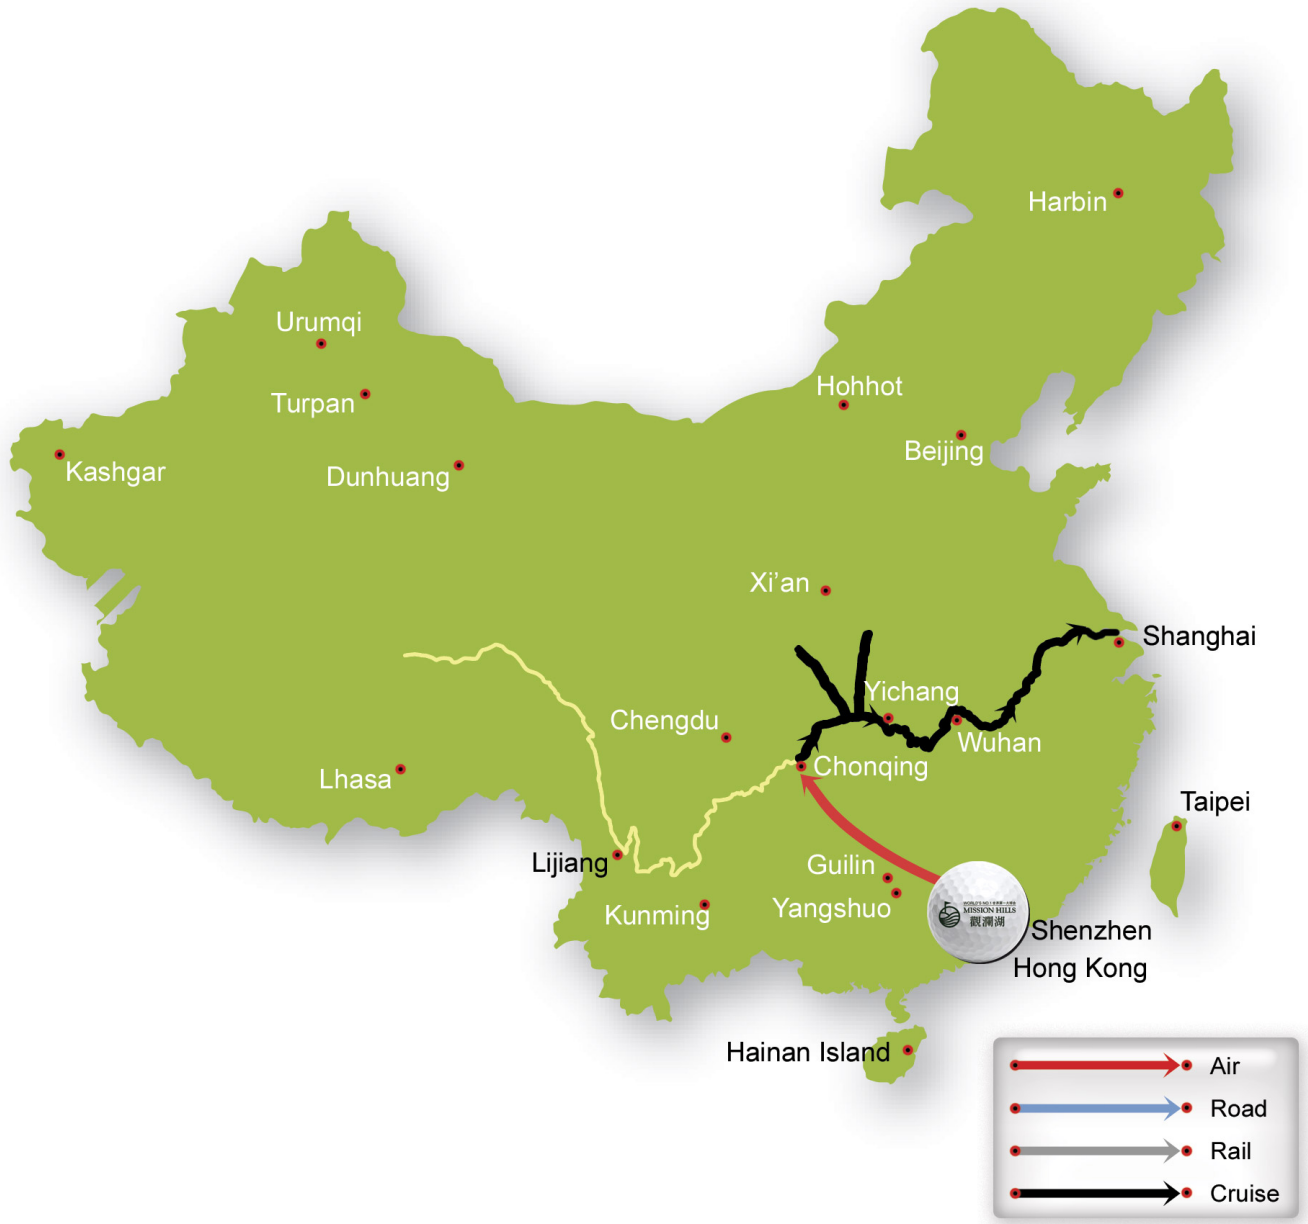 Harbin
Urumqi
Turpan
Hohhot
Beijing
Kashgar
Dunhuang
Xi’an
Shanghai
Yichang
Chengdu
Wuhan
Lhasa
Chonqing
Taipei
Lijiang
Guilin
Kunming
Yangshuo
MISSION HILLS
觀瀾湖
Shenzhen
Hong Kong
Hainan Island
Air
Road
Rail
Cruise